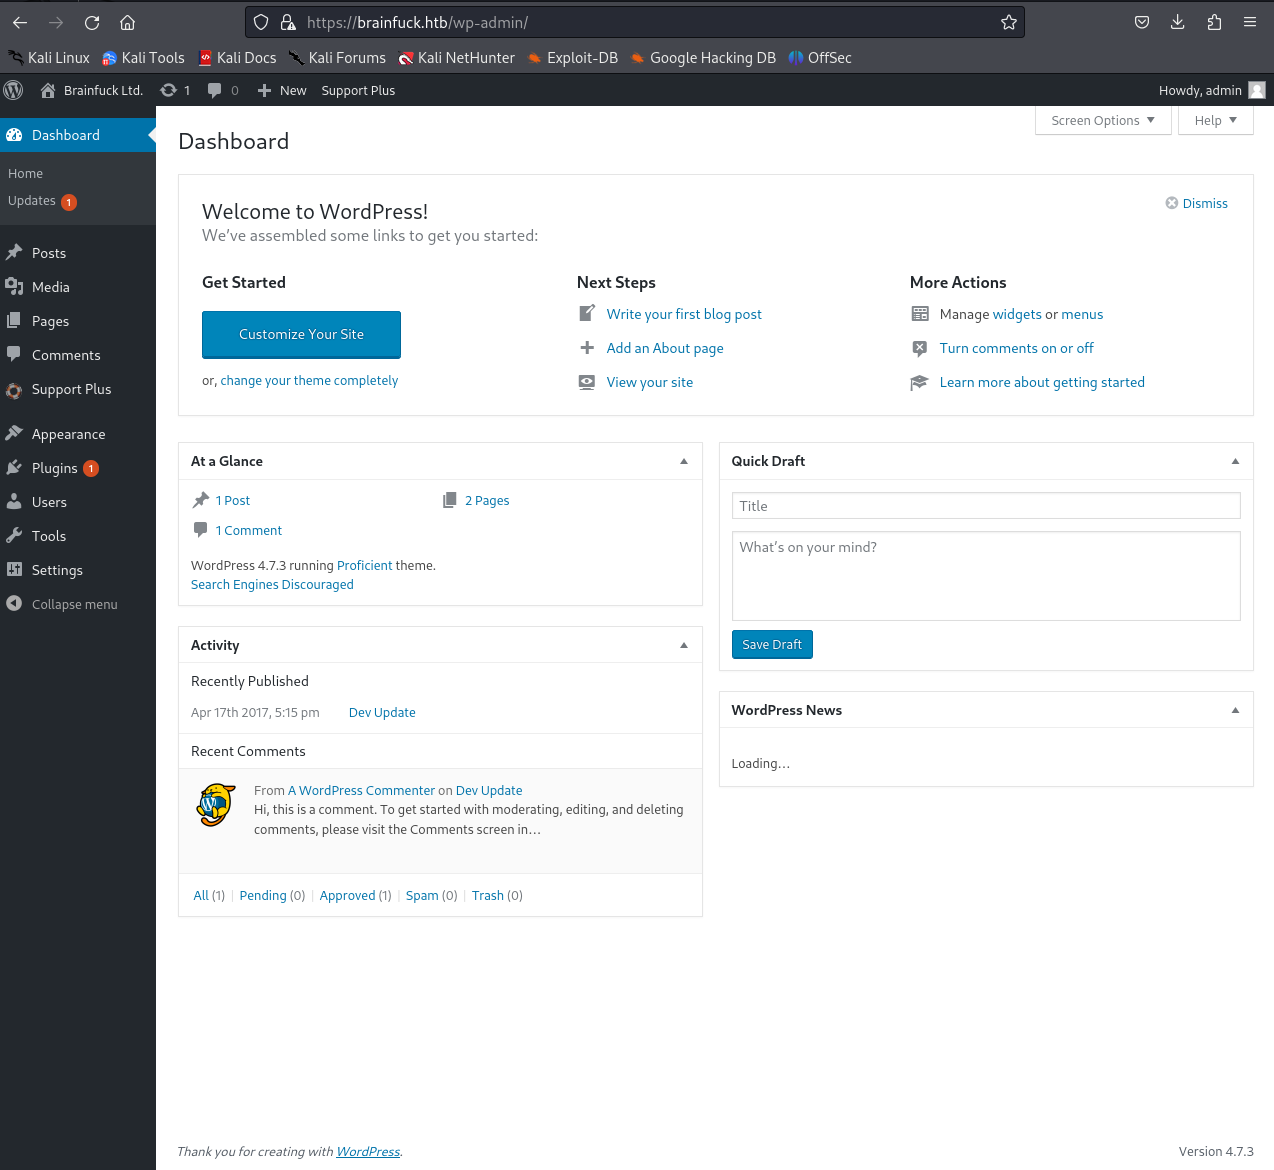 https://brainfuck.htb/wp-admin/
Kali Linux Kali Tools Kali Docs Kali Forums Kali NetHunter Exploit-DB Google Hacking DB OffSec
Brainfuck Ltd. 1 0 New Support Plus Howdy, admin
Screen Options Help
Dashboard
Home
Updates 1
Posts
Media
Pages
Comments
Support Plus
Appearance
Plugins 1
Users
Tools
Settings
Collapse menu
Dashboard
Welcome to WordPress!
Dismiss
We've assembled some links to get you started:
Get Started
Customize Your Site
or, change your theme completely
Next Steps
Write your first blog post
Add an About page
View your site
More Actions
Manage widgets or menus
Turn comments on or off
Learn more about getting started
At a Glance
1 Post 2 Pages
1 Comment
WordPress 4.7.3 running Proficient theme.
Search Engines Discouraged
Activity
Recently Published
Apr 17th 2017, 5:15 pm Dev Update
Recent Comments
From A WordPress Commenter on Dev Update
Hi, this is a comment. To get started with moderating, editing, and deleting
comments, please visit the Comments screen in…
All (1) | Pending (0) | Approved (1) | Spam (0) | Trash (0)
Quick Draft
Title
What's on your mind?
Save Draft
WordPress News
Loading…
Thank you for creating with WordPress.
Version 4.7.3